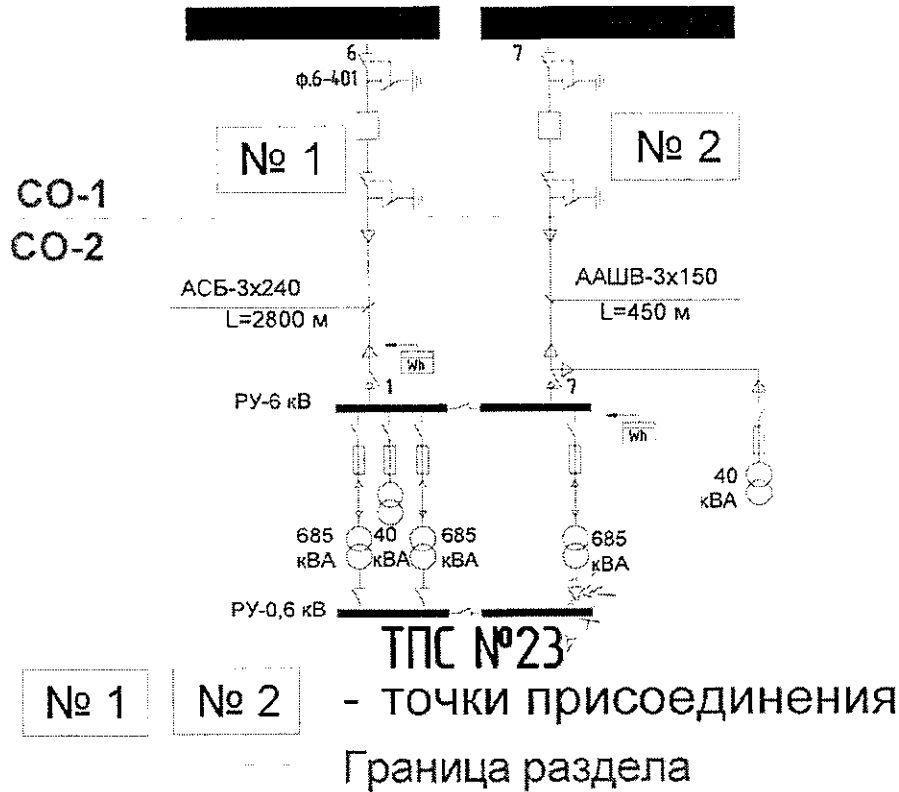 6
7
ф.6-401
№ 1
№ 2
СО-1
СО-2
АСБ-3х240
L=2800 м
ААШВ-3х150
L=450 м
Wh
1
7
РУ-6 кВ
Wh
40
кВА
685
кВА
40
685
кВА
685
кВА
РУ-0,6 кВ
ТПС №23
№ 1 № 2 - точки присоединения
Граница раздела